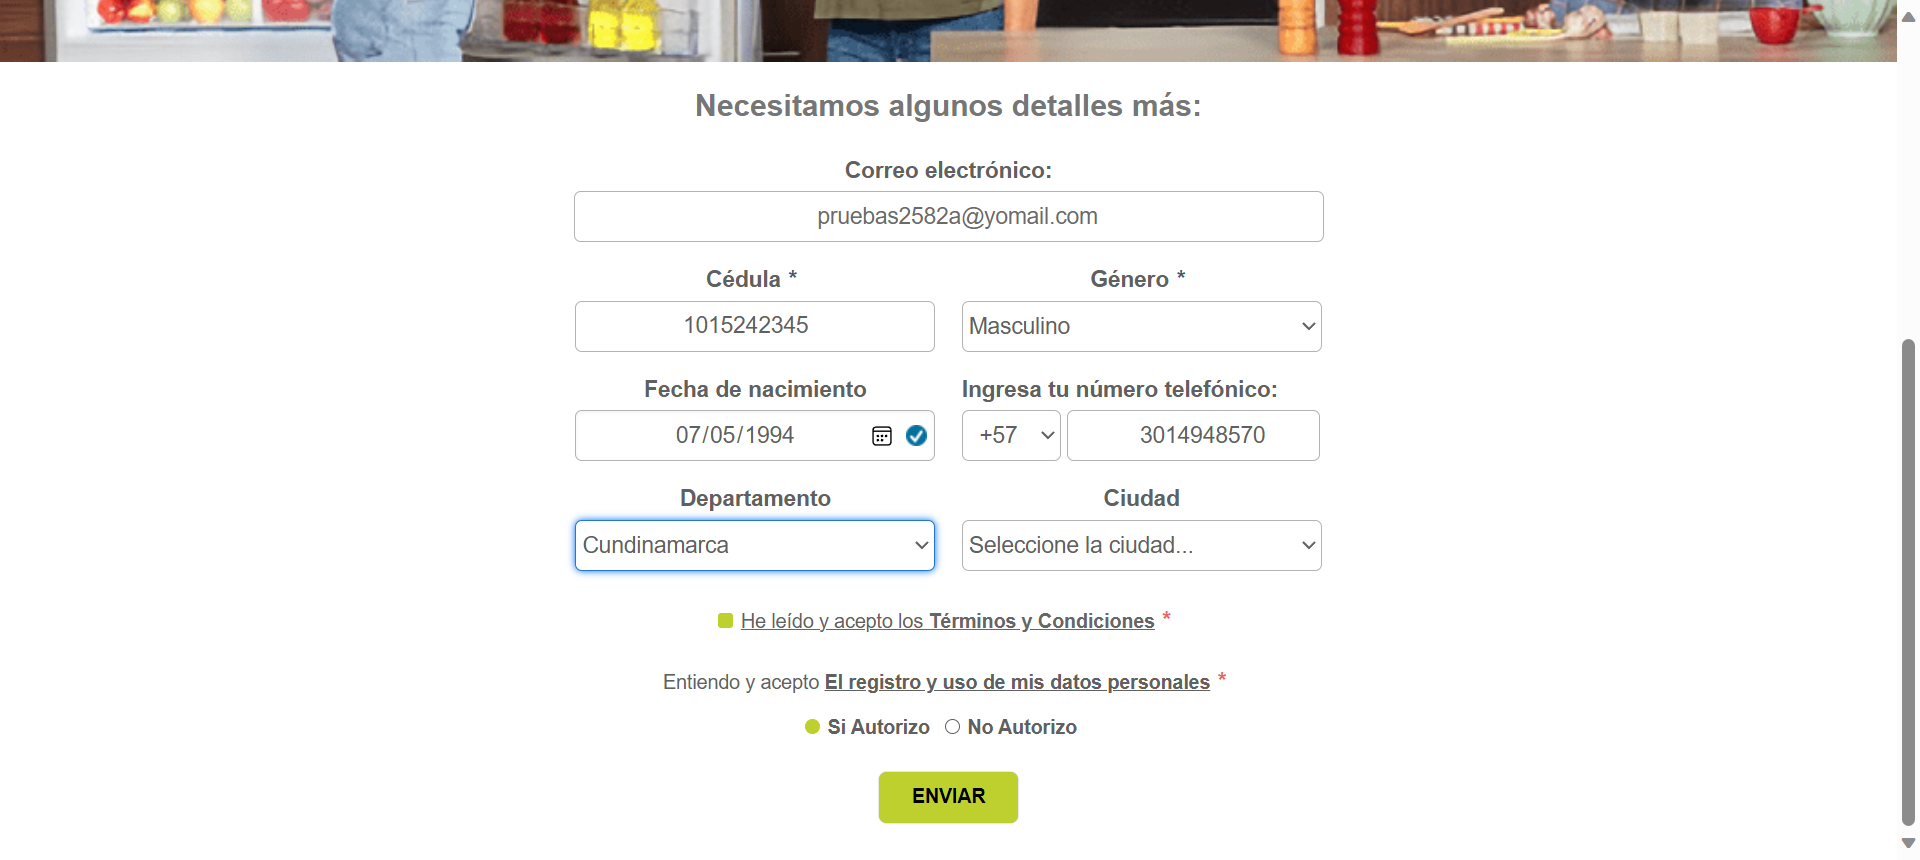 Necesitamos algunos detalles más:
Correo electrónico:
pruebas2582a@yomail.com
Cédula * Género *
1015242345 Masculino
Fecha de nacimiento Ingresa tu número telefónico:
07/05/1994 +57 3014948570
Departamento Ciudad
Cundinamarca Seleccione la ciudad...
He leído y acepto los Términos y Condiciones *
Entiendo y acepto El registro y uso de mis datos personales *
Si Autorizo No Autorizo
ENVIAR